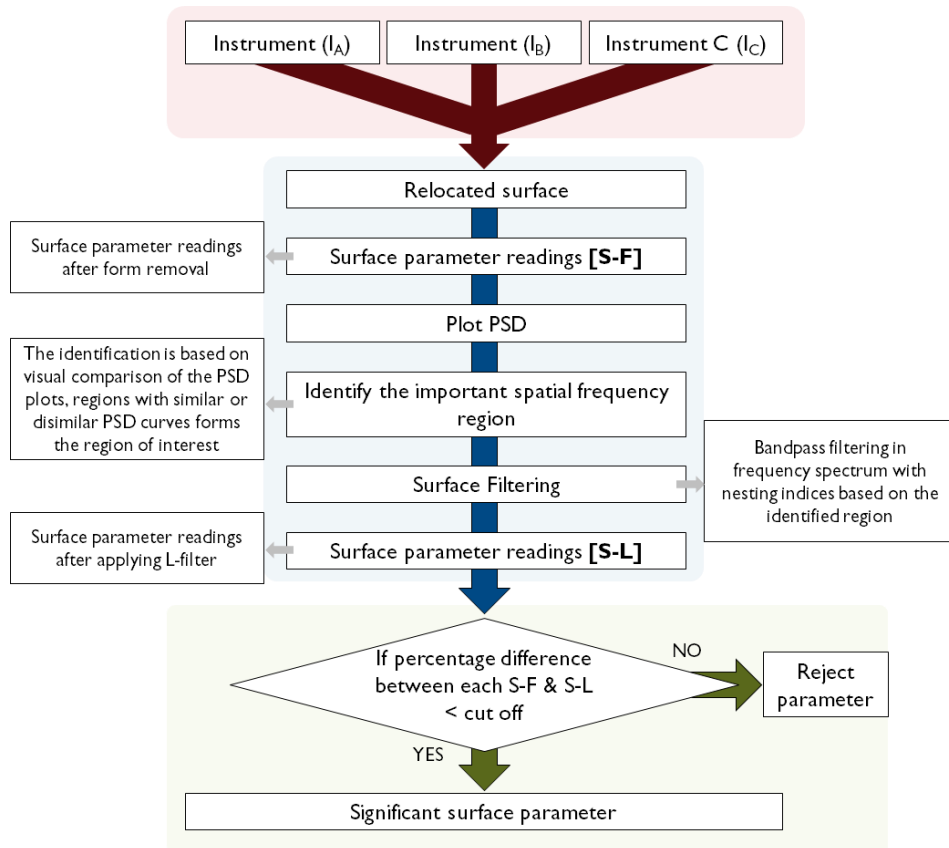 Instrument (I_A)
Instrument (I_B)
Instrument C (I_C)
Relocated surface
Surface parameter readings
after form removal
Surface parameter readings [S-F]
Plot PSD
The identification is based on
visual comparison of the PSD
plots, regions with similar or
disimilar PSD curves forms
the region of interest
Identify the important spatial frequency
region
Bandpass filtering in
frequency spectrum with
nesting indices based on the
identified region
Surface Filtering
Surface parameter readings
after applying L-filter
Surface parameter readings [S-L]
If percentage difference
between each S-F & S-L
< cut off
NO
Reject
parameter
YES
Significant surface parameter